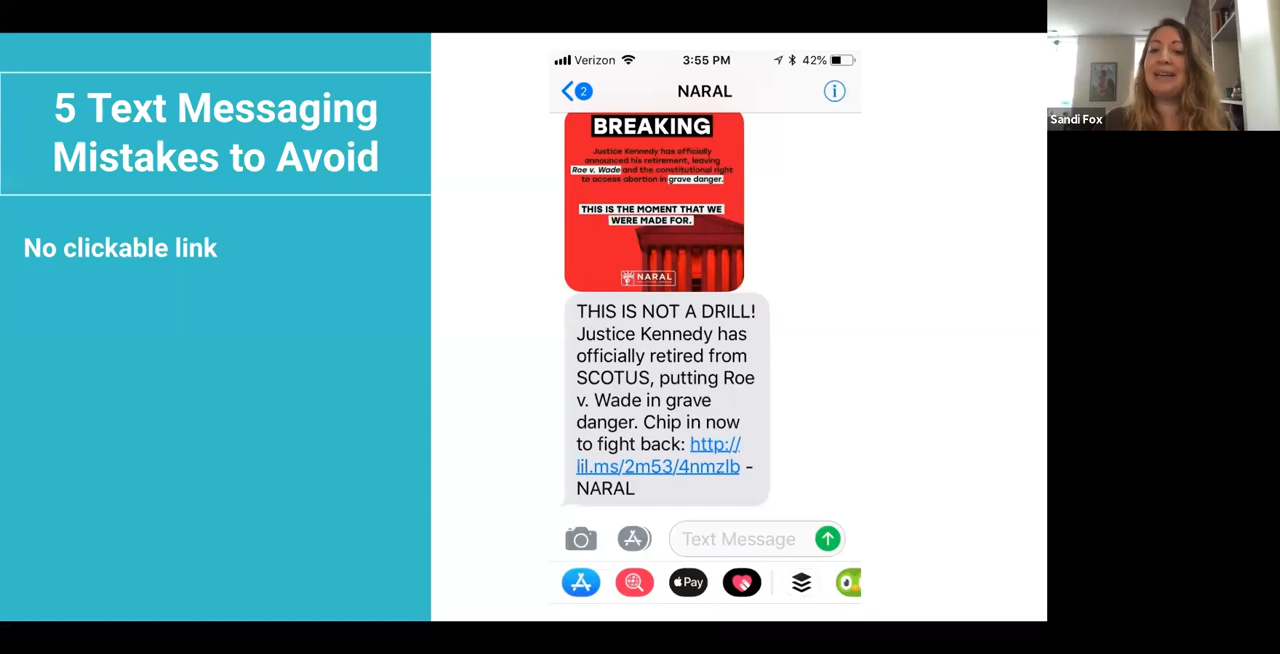 5 Text Messaging
Mistakes to Avoid
No clickable link
Verizon
3:55 PM
42%
2
NARAL
i
BREAKING
Justice Kennedy has officially
announced his retirement, leaving
Roe v. Wade and the constitutional right
to access abortion in grave danger.
THIS IS THE MOMENT THAT WE
WERE MADE FOR.
NARAL
THIS IS NOT A DRILL!
Justice Kennedy has
officially retired from
SCOTUS, putting Roe
v. Wade in grave
danger. Chip in now
to fight back: http://
lil.ms/2m53/4nmzlb -
NARAL
Text Message
Pay
Sandi Fox